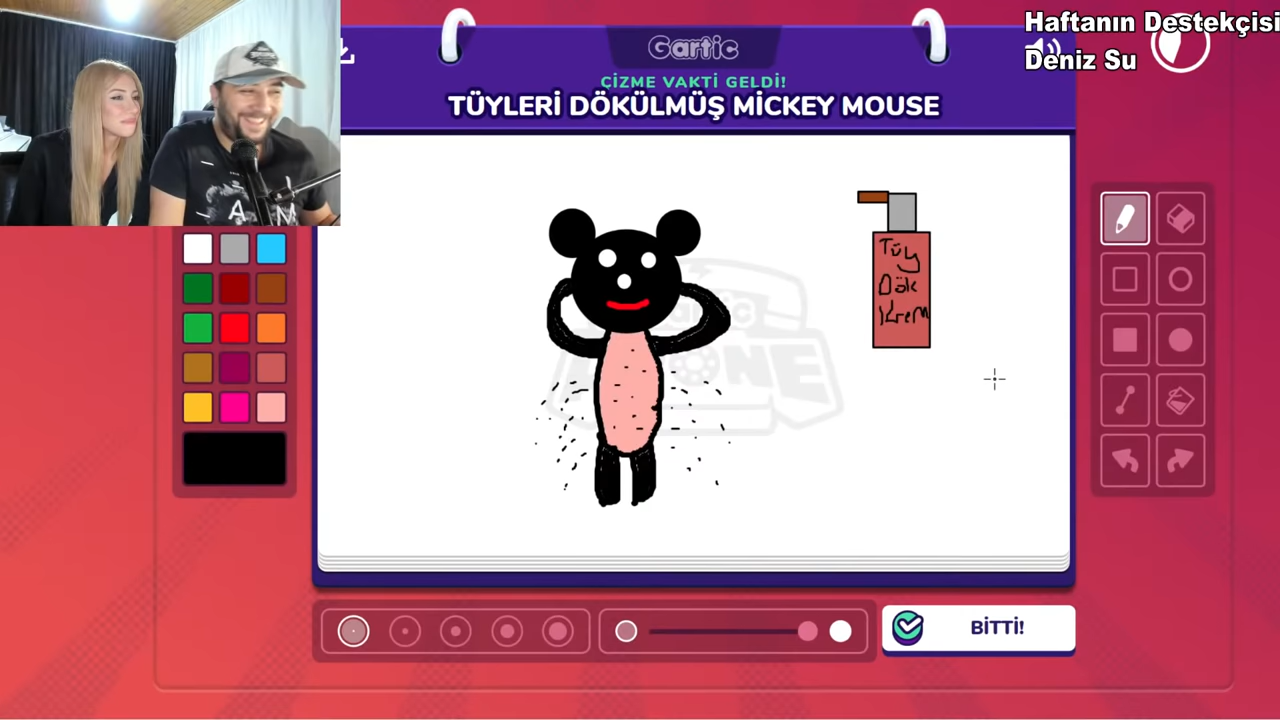 Haftanın Destekçisi
Deniz Su
Gartic
ÇİZME VAKTİ GELDİ!
TÜYLERİ DÖKÜLMÜŞ MİCKEY MOUSE
Tüy
Dök
Krem
BİTTİ!